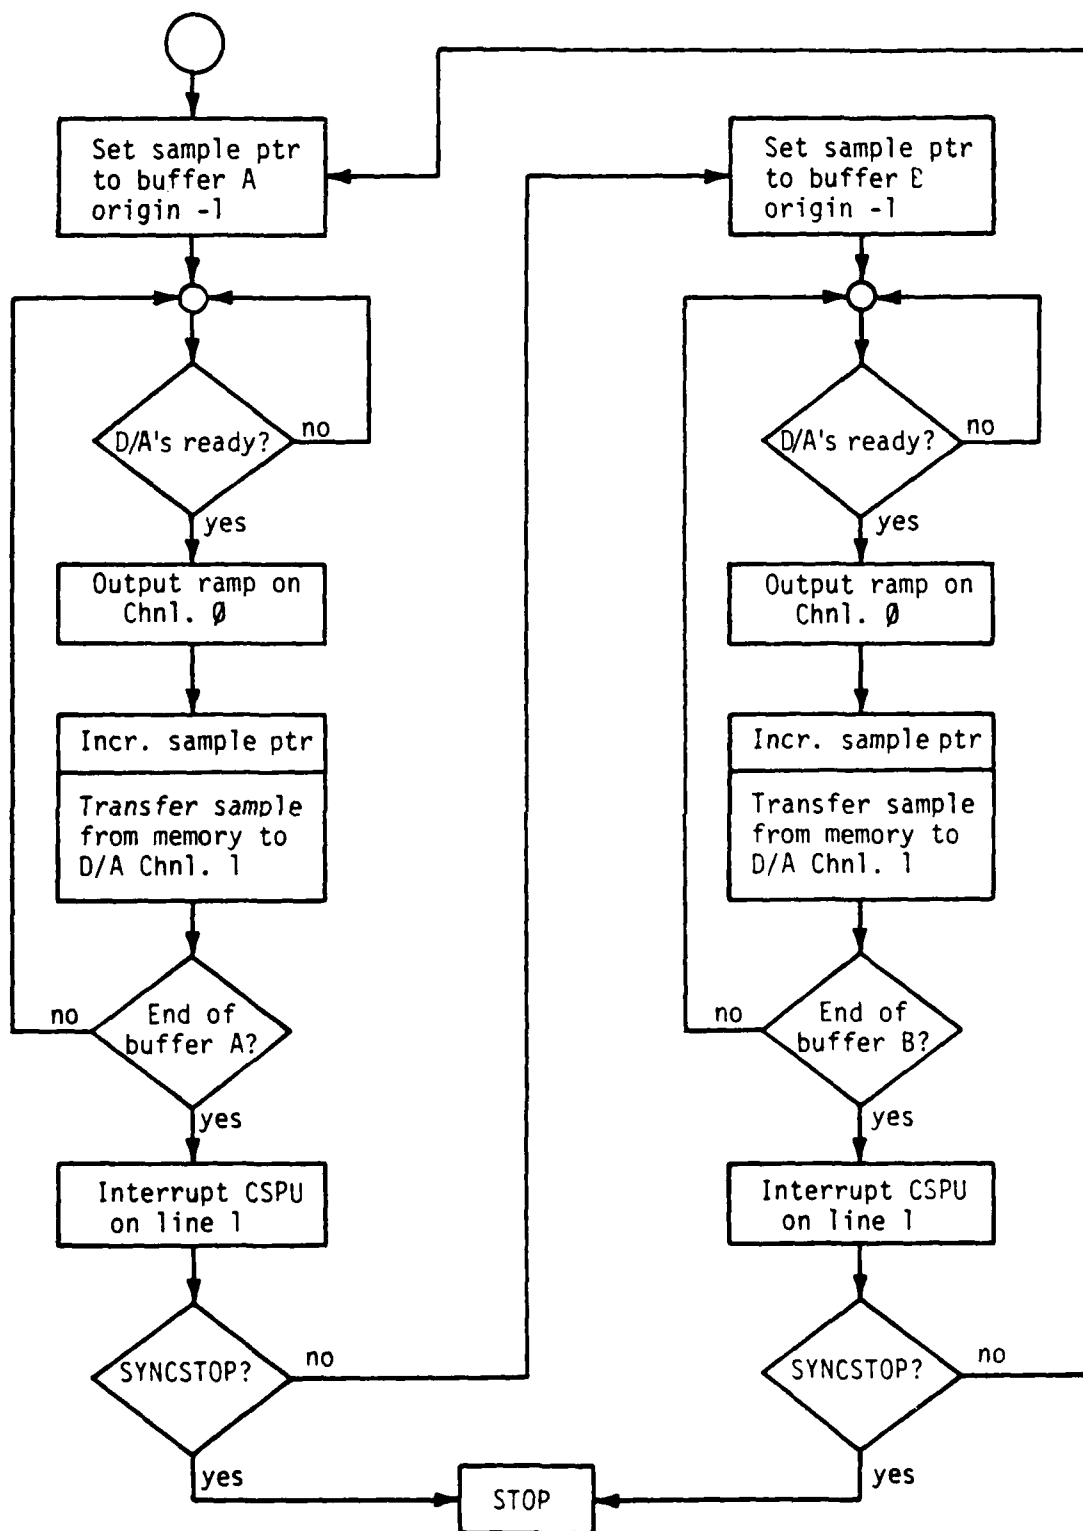 Set sample ptr
to buffer A
origin -1
D/A's ready?
no
yes
Output ramp on
Chnl. Ø
Incr. sample ptr
Transfer sample
from memory to
D/A Chnl. 1
End of
buffer A?
no
yes
Interrupt CSPU
on line 1
SYNCSTOP?
no
yes
Set sample ptr
to buffer
origin -1
D/A's ready?
no
yes
Output ramp on
Chnl. Ø
Incr. sample ptr
Transfer sample
from memory to
D/A Chnl. 1
End of
buffer B?
no
yes
Interrupt CSPU
on line 1
SYNCSTOP?
no
yes
STOP